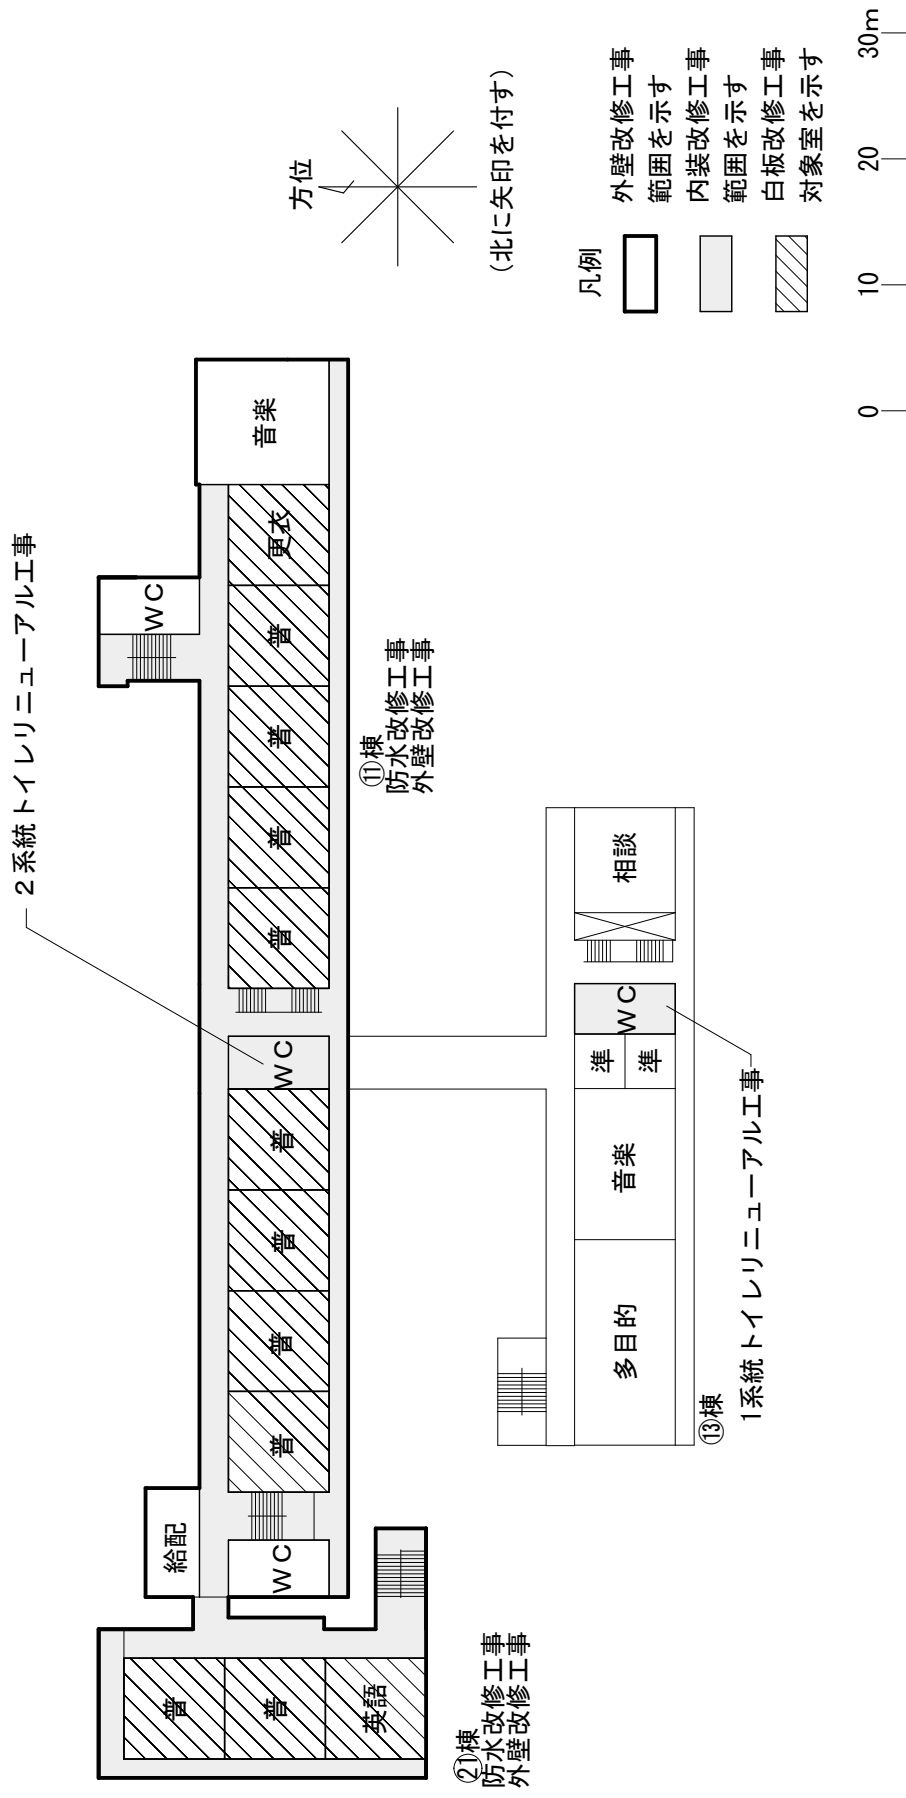 2系統トイレリニューアル工事
WC
音楽
更衣
普
普
普
普
WC
普
普
普
普
給配
WC
普
普
英語
⑪棟
防水改修工事
外壁改修工事
㉑棟
防水改修工事
外壁改修工事
相談
WC
準
準
音楽
多目的
⑬棟
1系統トイレリニューアル工事
方位
(北に矢印を付す)
凡例
外壁改修工事
範囲を示す
内装改修工事
範囲を示す
白板改修工事
対象室を示す
0 10 20 30m